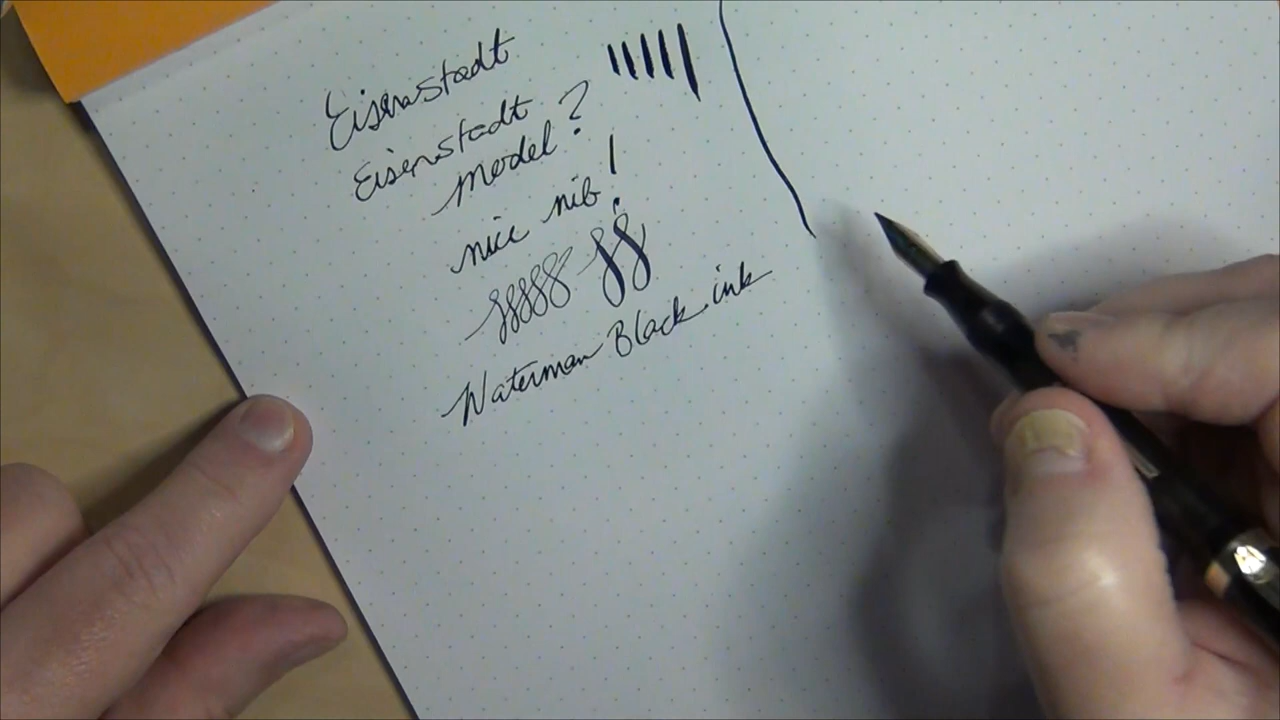 Eisenstadt
Eisenstadt
model?
nice nib!
Waterman Black ink